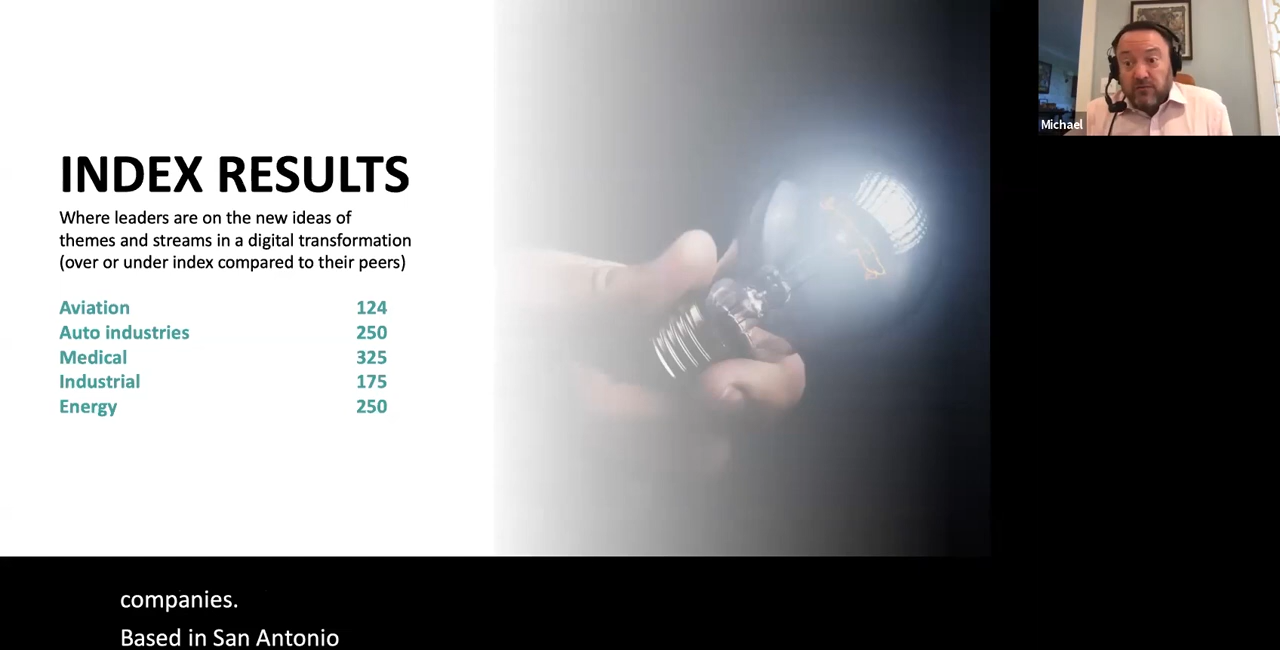 INDEX RESULTS
Where leaders are on the new ideas of
themes and streams in a digital transformation
(over or under index compared to their peers)
Aviation 124
Auto industries 250
Medical 325
Industrial 175
Energy 250
Michael
companies.
Based in San Antonio